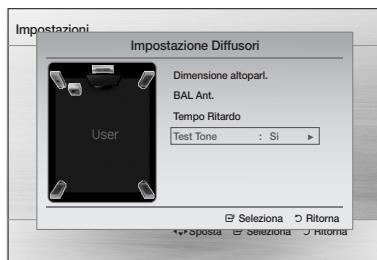 Impostazioni
Impostazione Diffusori
Dimensione altoparl.
BAL Ant.
Tempo Ritardo
User
Test Tone : Si ►
Seleziona Ritorna
Sposta Seleziona Ritorna